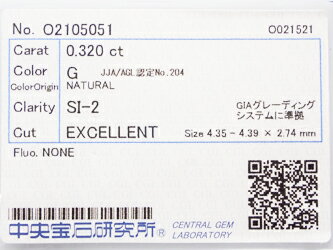 No. O2105051 O021521
Carat 0.320 ct
Color G JJA/AGL認定No.204
ColorOrigin NATURAL
Clarity SI-2 GIAグレーディング
システムに準拠
Cut EXCELLENT Size 4.35 - 4.39 × 2.74 mm
Fluo. NONE
中央宝石研究所® CENTRAL GEM
LABORATORY